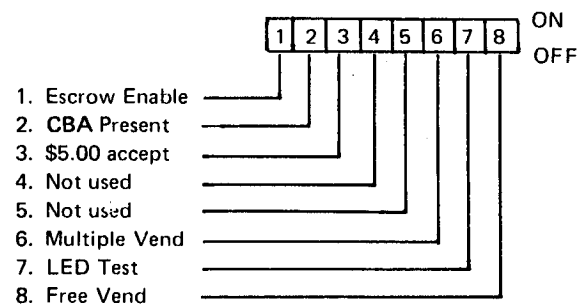 ON
1 2 3 4 5 6 7 8
OFF
1. Escrow Enable
2. CBA Present
3. $5.00 accept
4. Not used
5. Not used
6. Multiple Vend
7. LED Test
8. Free Vend